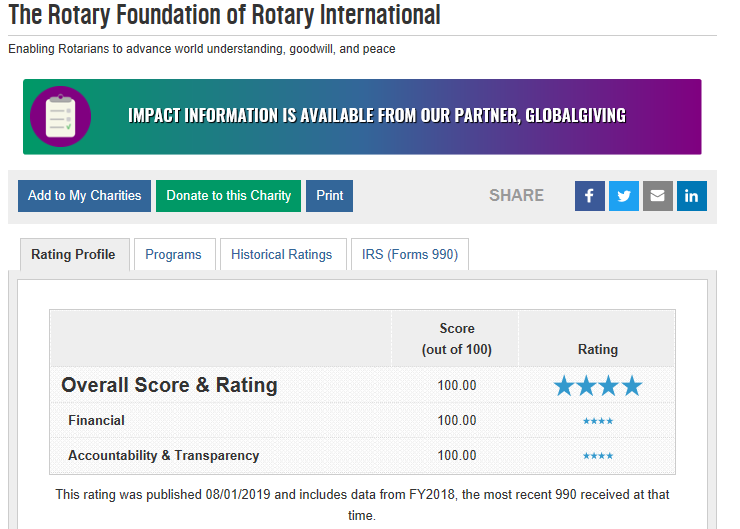 The Rotary Foundation of Rotary International
Enabling Rotarians to advance world understanding, goodwill, and peace
IMPACT INFORMATION IS AVAILABLE FROM OUR PARTNER, GLOBALGIVING
Add to My Charities Donate to this Charity Print SHARE f in
Rating Profile Programs Historical Ratings IRS (Forms 990)
Score
(out of 100) Rating
Overall Score & Rating 100.00
Financial 100.00
Accountability & Transparency 100.00
This rating was published 08/01/2019 and includes data from FY2018, the most recent 990 received at that
time.